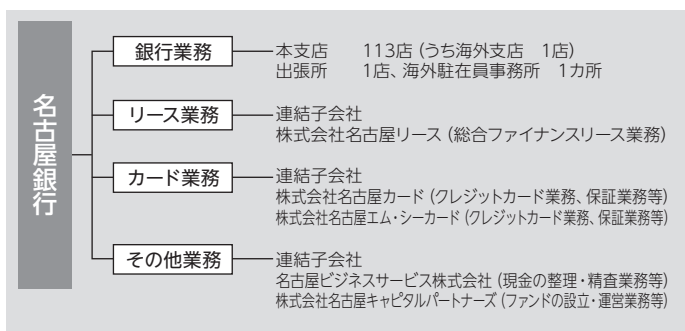 名古屋銀行
銀行業務
本支店 113店(うち海外支店 1店)
出張所 1店、海外駐在員事務所 1カ所
リース業務
連結子会社
株式会社名古屋リース(総合ファイナンスリース業務)
カード業務
連結子会社
株式会社名古屋カード(クレジットカード業務、保証業務等)
株式会社名古屋エム・シーカード(クレジットカード業務、保証業務等)
その他業務
連結子会社
名古屋ビジネスサービス株式会社(現金の整理・精査業務等)
株式会社名古屋キャピタルパートナーズ(ファンドの設立・運営業務等)